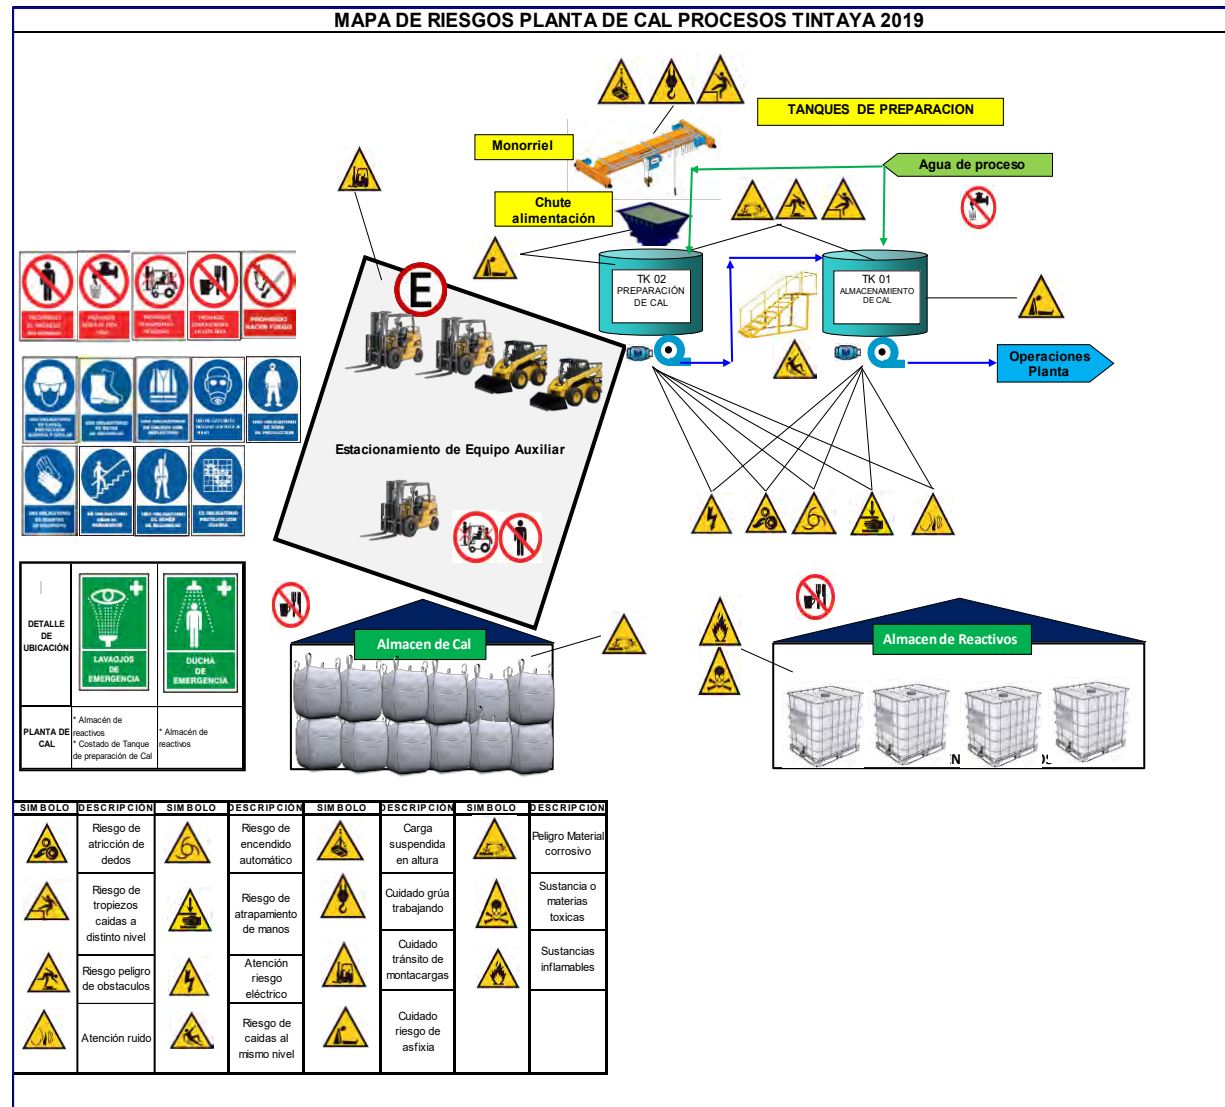 MAPA DE RIESGOS PLANTA DE CAL PROCESOS TINTAYA 2019
TANQUES DE PREPARACION
Monorriel
Agua de proceso
Chute
alimentación
E
TK 02
PREPARACIÓN
DE CAL
TK 01
ALMACENAMIENTO
DE CAL
Operaciones
Planta
PROHIBIDO
HACER FUEGO
Estacionamiento de Equipo Auxiliar
DETALLE
DE
UBICACIÓN
LAVAOJOS
DE
EMERGENCIA
DUCHA
DE
EMERGENCIA
PLANTA DE
CAL
* Almacén de
reactivos
* Costado de Tanque
de preparación de Cal
* Almacén de
reactivos
Almacen de Cal
Almacen de Reactivos
SIMBOLO DESCRIPCIÓN SIMBOLO DESCRIPCIÓN SIMBOLO DESCRIPCIÓN SIMBOLO DESCRIPCIÓN
Riesgo de
atricción de
dedos
Riesgo de
encendido
automático
Carga
suspendida
en altura
Peligro Material
corrosivo
Riesgo de
tropiezos
caidas a
distinto nivel
Riesgo de
atrapamiento
de manos
Cuidado grúa
trabajando
Sustancia o
materias
toxicas
Riesgo peligro
de obstaculos
Atención
riesgo
eléctrico
Cuidado
tránsito de
montacargas
Sustancias
inflamables
Atención ruido
Riesgo de
caidas al
mismo nivel
Cuidado
riesgo de
asfixia